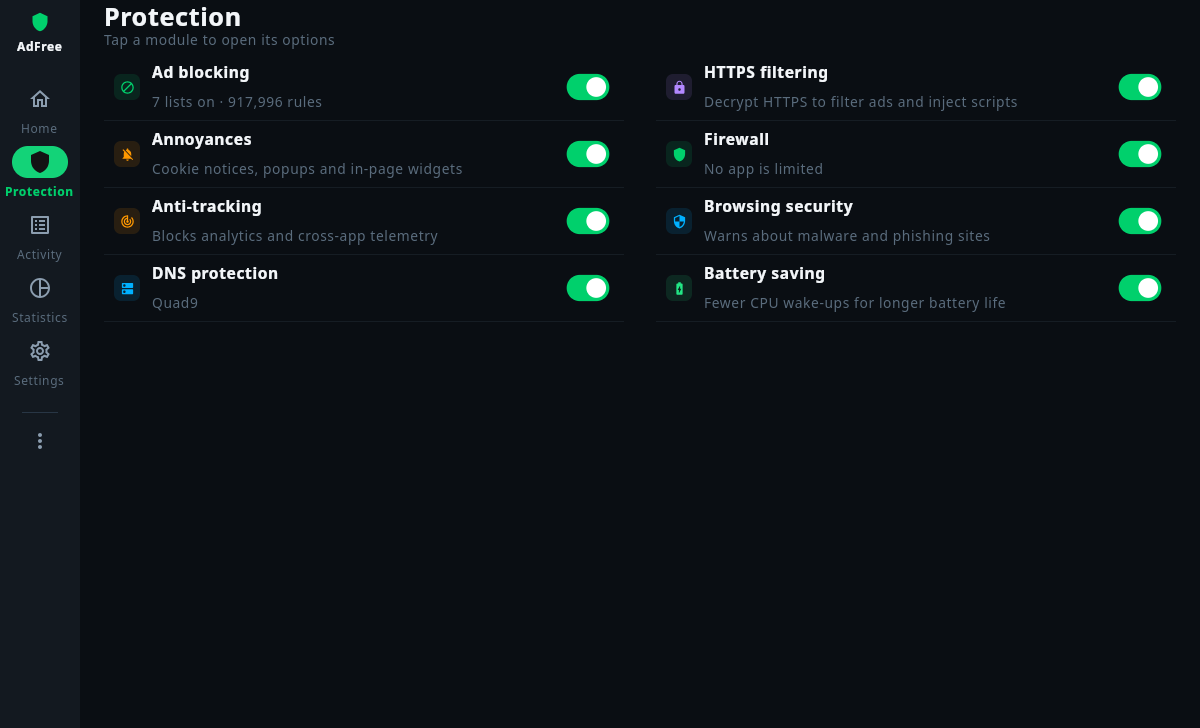 AdFree
Home
Protection
Activity
Statistics
Settings
Protection
Tap a module to open its options
Ad blocking
7 lists on · 917,996 rules
Annoyances
Cookie notices, popups and in-page widgets
Anti-tracking
Blocks analytics and cross-app telemetry
DNS protection
Quad9
HTTPS filtering
Decrypt HTTPS to filter ads and inject scripts
Firewall
No app is limited
Browsing security
Warns about malware and phishing sites
Battery saving
Fewer CPU wake-ups for longer battery life